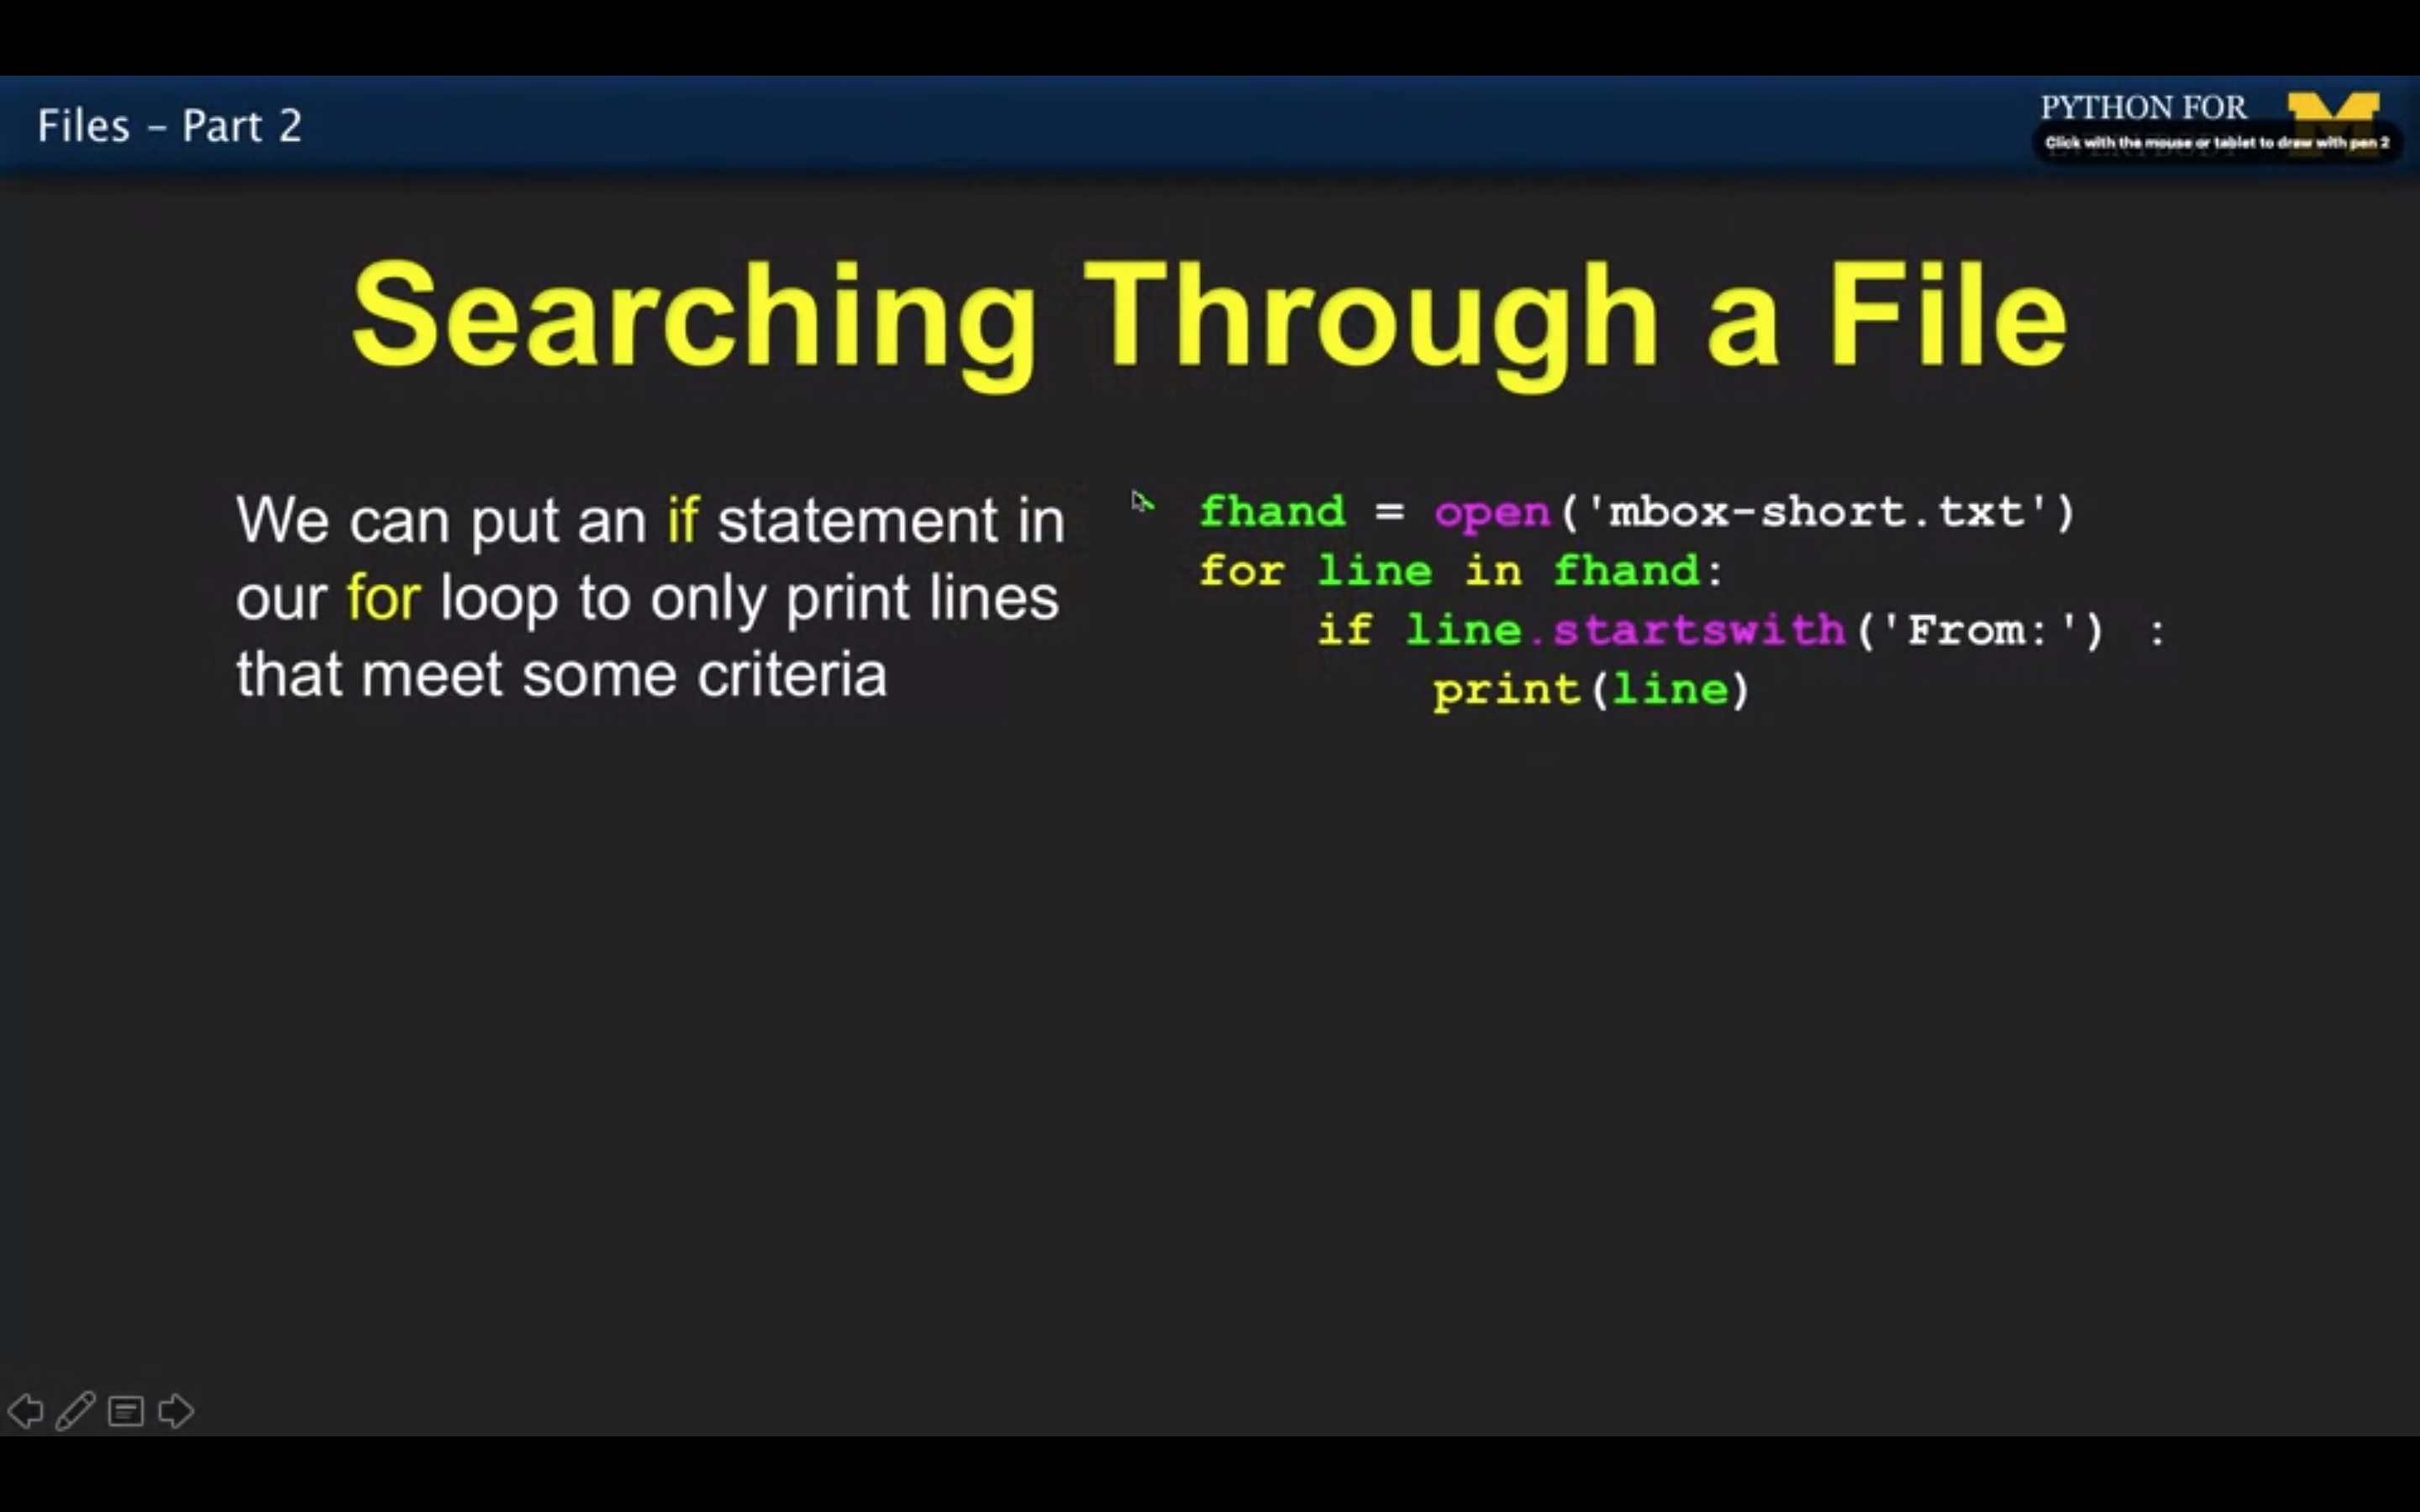 Files – Part 2
PYTHON FOR
Click with the mouse or tablet to draw with pen 2
Searching Through a File
We can put an if statement in
our for loop to only print lines
that meet some criteria
fhand = open('mbox-short.txt')
for line in fhand:
    if line.startswith('From:') :
        print(line)